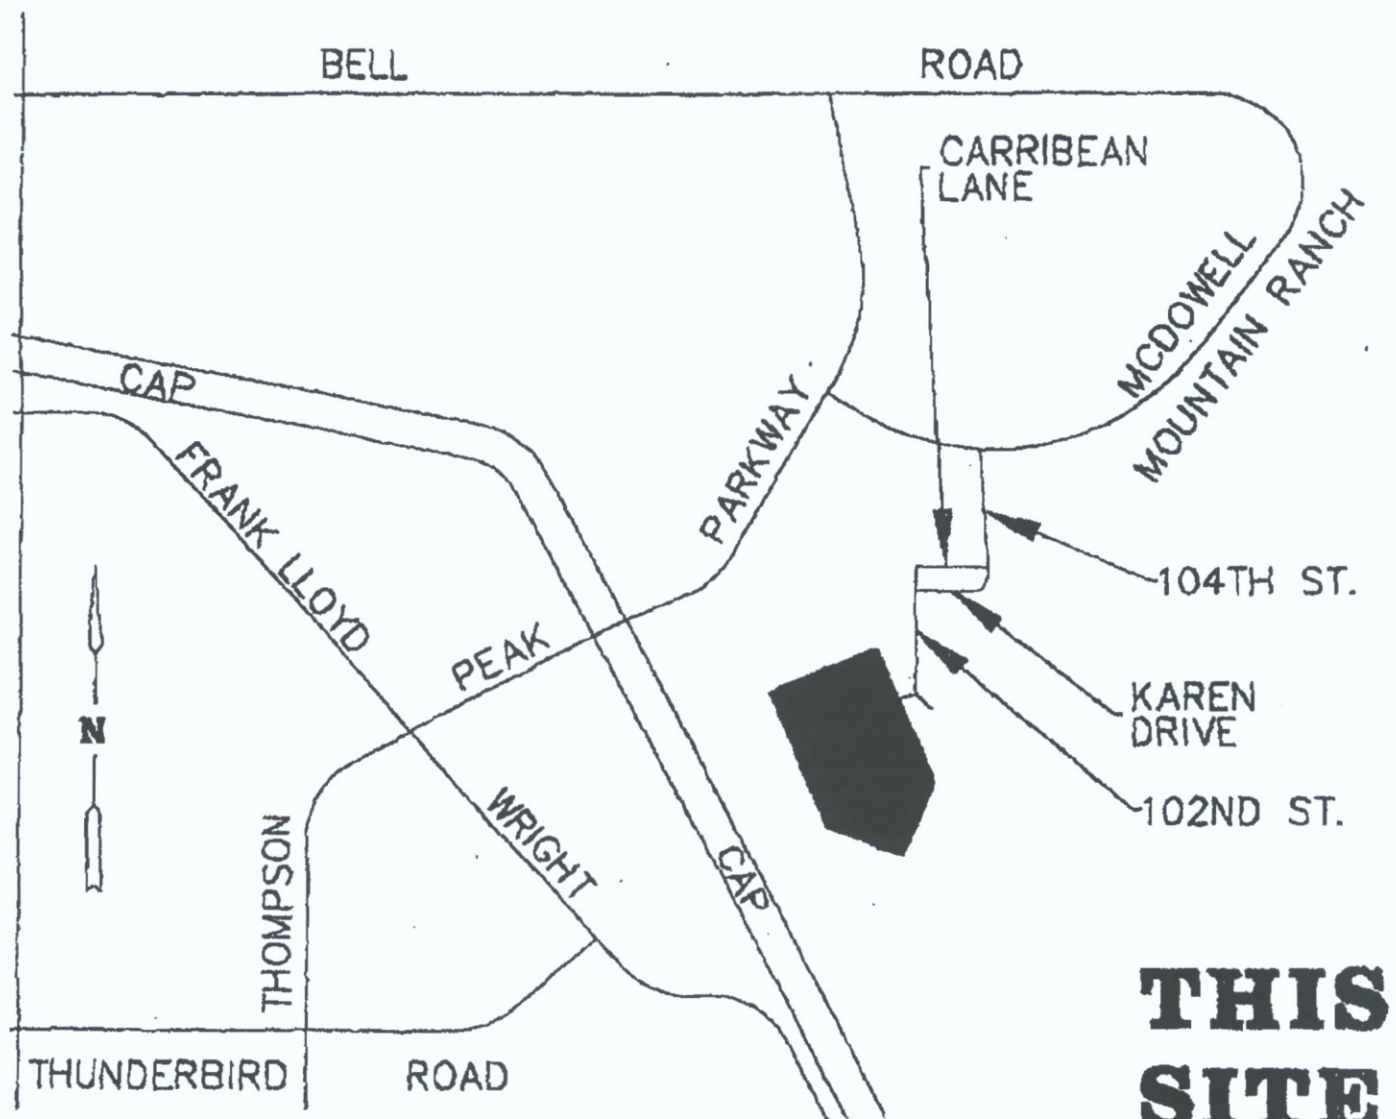 BELL ROAD
CARRIBEAN
LANE
MCDOWELL
MOUNTAIN RANCH
CAP
PARKWAY
FRANK LLOYD
104TH ST.
PEAK
KAREN
DRIVE
N
102ND ST.
WRIGHT
CAP
THOMPSON
THIS
SITE
THUNDERBIRD ROAD